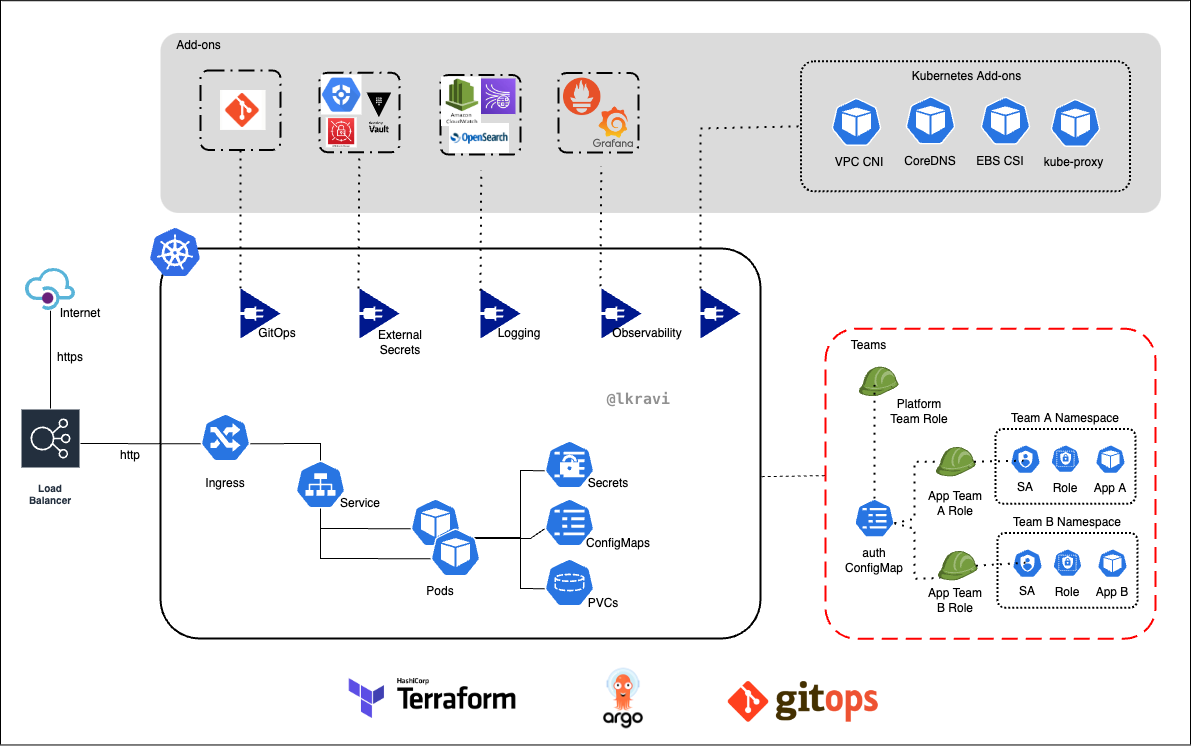 Add-ons
Kubernetes Add-ons
Vault
Amazon
CloudWatch
OpenSearch
Grafana
VPC CNI
CoreDNS
EBS CSI
kube-proxy
Internet
GitOps
External
Secrets
Logging
Observability
https
Teams
Platform
Team Role
@lkravi
Team A Namespace
http
Ingress
Load
Balancer
Service
Secrets
ConfigMaps
Pods
PVCs
SA
Role
App A
App Team
A Role
Team B Namespace
auth
ConfigMap
SA
Role
App B
App Team
B Role
HashiCorp
Terraform
argo
gitops